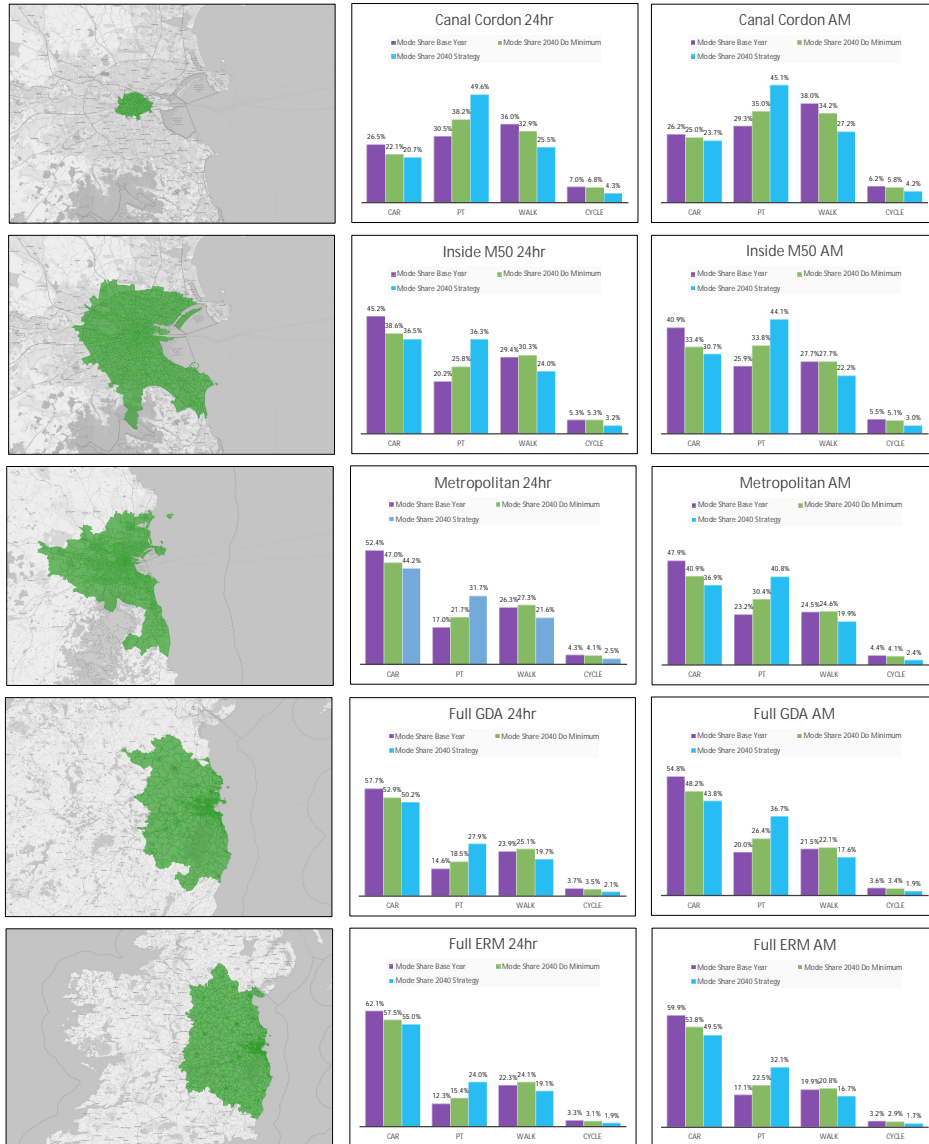 Canal Cordon 24hr
Mode Share Base Year Mode Share 2040 Do Minimum
Mode Share 2040 Strategy
26.5% 22.1% 20.7% 30.5% 38.2% 49.6% 36.0% 32.9% 25.5% 7.0% 6.8% 4.3%
CAR PT WALK CYCLE
Canal Cordon AM
Mode Share Base Year Mode Share 2040 Do Minimum
Mode Share 2040 Strategy
26.2% 25.0% 23.7% 29.3% 35.0% 45.1% 38.0% 34.2% 27.2% 6.2% 5.8% 4.2%
CAR PT WALK CYCLE
Inside M50 24hr
Mode Share Base Year Mode Share 2040 Do Minimum
Mode Share 2040 Strategy
45.2% 38.6% 36.5% 20.2% 25.8% 36.3% 29.4% 30.3% 24.0% 5.3% 5.3% 3.2%
CAR PT WALK CYCLE
Inside M50 AM
Mode Share Base Year Mode Share 2040 Do Minimum
Mode Share 2040 Strategy
40.9% 33.4% 30.7% 25.9% 33.8% 44.1% 27.7% 27.7% 22.2% 5.5% 5.1% 3.0%
CAR PT WALK CYCLE
Metropolitan 24hr
Mode Share Base Year Mode Share 2040 Do Minimum
Mode Share 2040 Strategy
52.4% 47.0% 44.2% 17.0% 21.7% 31.7% 26.3% 27.3% 21.6% 4.3% 4.1% 2.5%
CAR PT WALK CYCLE
Metropolitan AM
Mode Share Base Year Mode Share 2040 Do Minimum
Mode Share 2040 Strategy
47.9% 40.9% 36.9% 23.2% 30.4% 40.8% 24.5% 24.6% 19.9% 4.4% 4.1% 2.4%
CAR PT WALK CYCLE
Full GDA 24hr
Mode Share Base Year Mode Share 2040 Do Minimum
Mode Share 2040 Strategy
57.7% 52.9% 50.2% 14.6% 18.5% 27.9% 23.9% 25.1% 19.7% 3.7% 3.5% 2.1%
CAR PT WALK CYCLE
Full GDA AM
Mode Share Base Year Mode Share 2040 Do Minimum
Mode Share 2040 Strategy
54.8% 48.2% 43.8% 20.0% 26.4% 36.7% 21.5% 22.1% 17.6% 3.6% 3.4% 1.9%
CAR PT WALK CYCLE
Full ERM 24hr
Mode Share Base Year Mode Share 2040 Do Minimum
Mode Share 2040 Strategy
62.1% 57.5% 55.0% 12.3% 15.4% 24.0% 22.3% 24.1% 19.1% 3.3% 3.1% 1.9%
CAR PT WALK CYCLE
Full ERM AM
Mode Share Base Year Mode Share 2040 Do Minimum
Mode Share 2040 Strategy
59.9% 53.8% 49.5% 17.1% 22.5% 32.1% 19.9% 20.8% 16.7% 3.2% 2.9% 1.7%
CAR PT WALK CYCLE